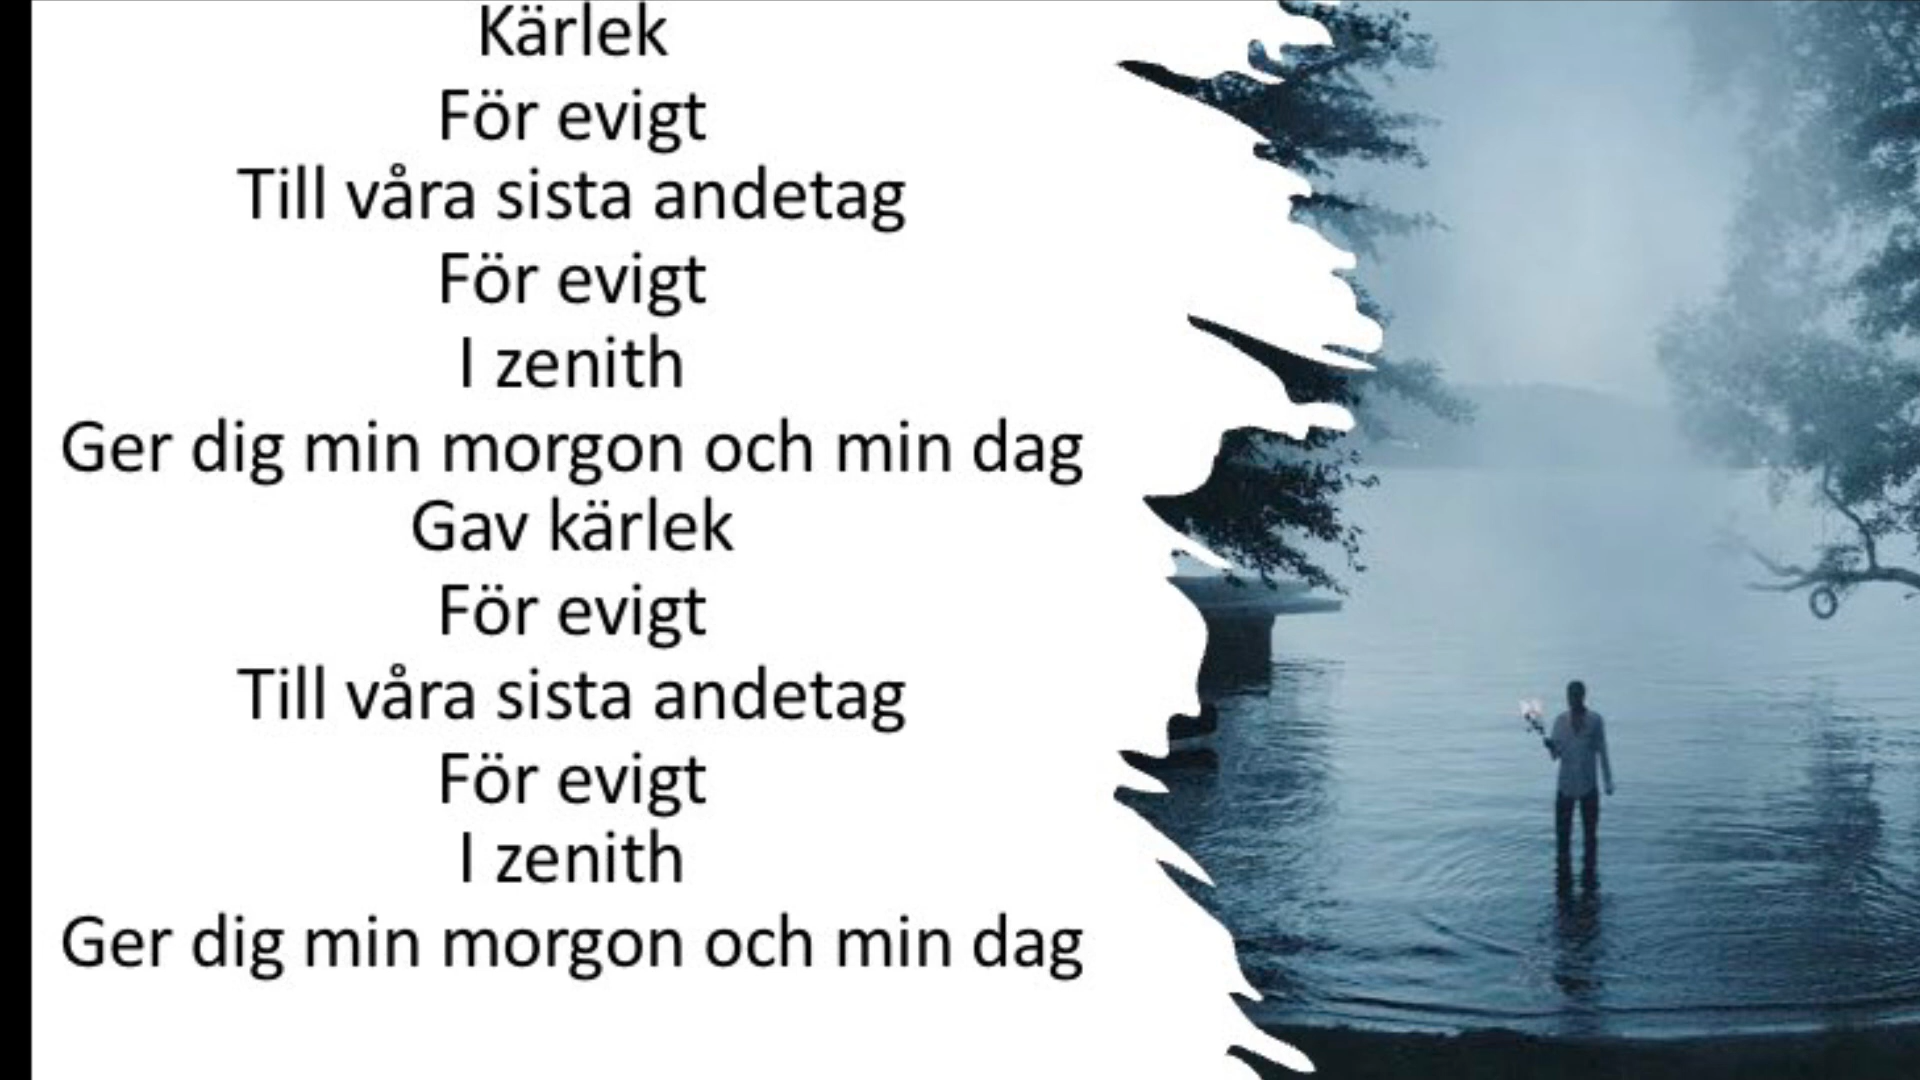 Kärlek
För evigt
Till våra sista andetag
För evigt
I zenith
Ger dig min morgon och min dag
Gav kärlek
För evigt
Till våra sista andetag
För evigt
I zenith
Ger dig min morgon och min dag